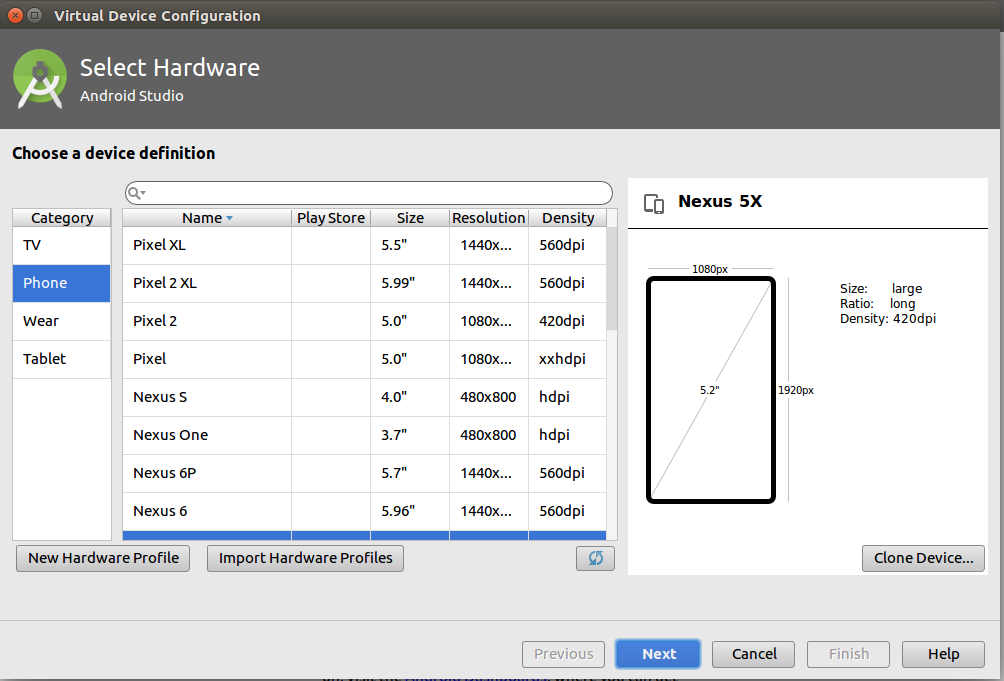 Virtual Device Configuration
Select Hardware
Android Studio
Choose a device definition
Category
TV
Phone
Wear
Tablet
Name Play Store Size Resolution Density
Pixel XL 5.5" 1440x... 560dpi
Pixel 2 XL 5.99" 1440x... 560dpi
Pixel 2 5.0" 1080x... 420dpi
Pixel 5.0" 1080x... xxhdpi
Nexus S 4.0" 480x800 hdpi
Nexus One 3.7" 480x800 hdpi
Nexus 6P 5.7" 1440x... 560dpi
Nexus 6 5.96" 1440x... 560dpi
New Hardware Profile Import Hardware Profiles
Nexus 5X
1080px
5.2"
1920px
Size: large
Ratio: long
Density: 420dpi
Clone Device...
Previous Next Cancel Finish Help